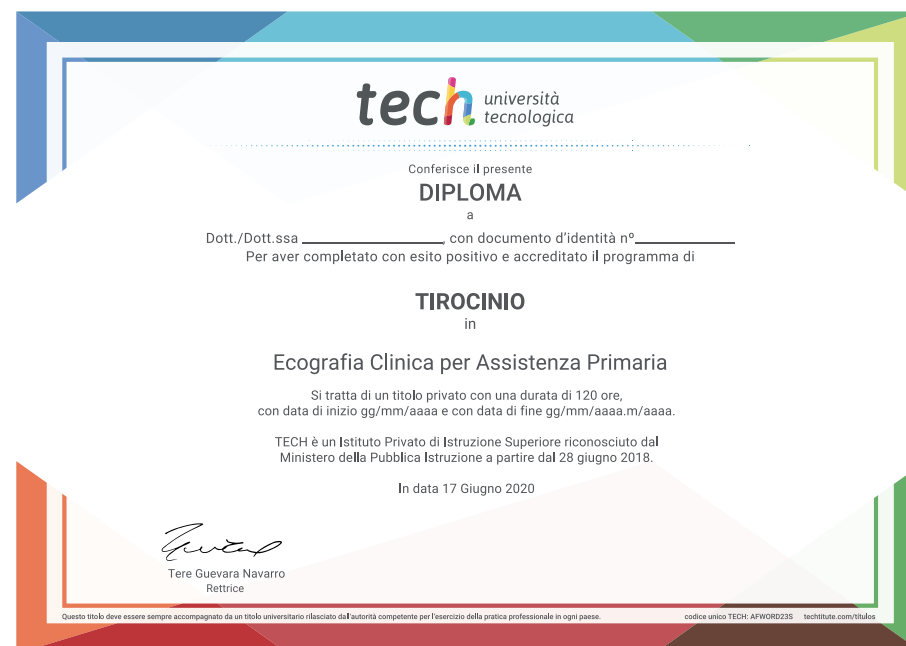 tech università
tecnologica
Conferisce il presente
DIPLOMA
a
Dott./Dott.ssa ____________________, con documento d'identità nº______________
Per aver completato con esito positivo e accreditato il programma di
TIROCINIO
in
Ecografia Clinica per Assistenza Primaria
Si tratta di un titolo privato con una durata di 120 ore,
con data di inizio gg/mm/aaaa e con data di fine gg/mm/aaaa.m/aaaa.
TECH è un Istituto Privato di Istruzione Superiore riconosciuto dal
Ministero della Pubblica Istruzione a partire dal 28 giugno 2018.
In data 17 Giugno 2020
Tere Guevara Navarro
Rettrice
Questo titolo deve essere sempre accompagnato da un titolo universitario rilasciato dall'autorità competente per l'esercizio della pratica professionale in ogni paese. codice unico TECH: AFWORD23S techtitute.com/titulos